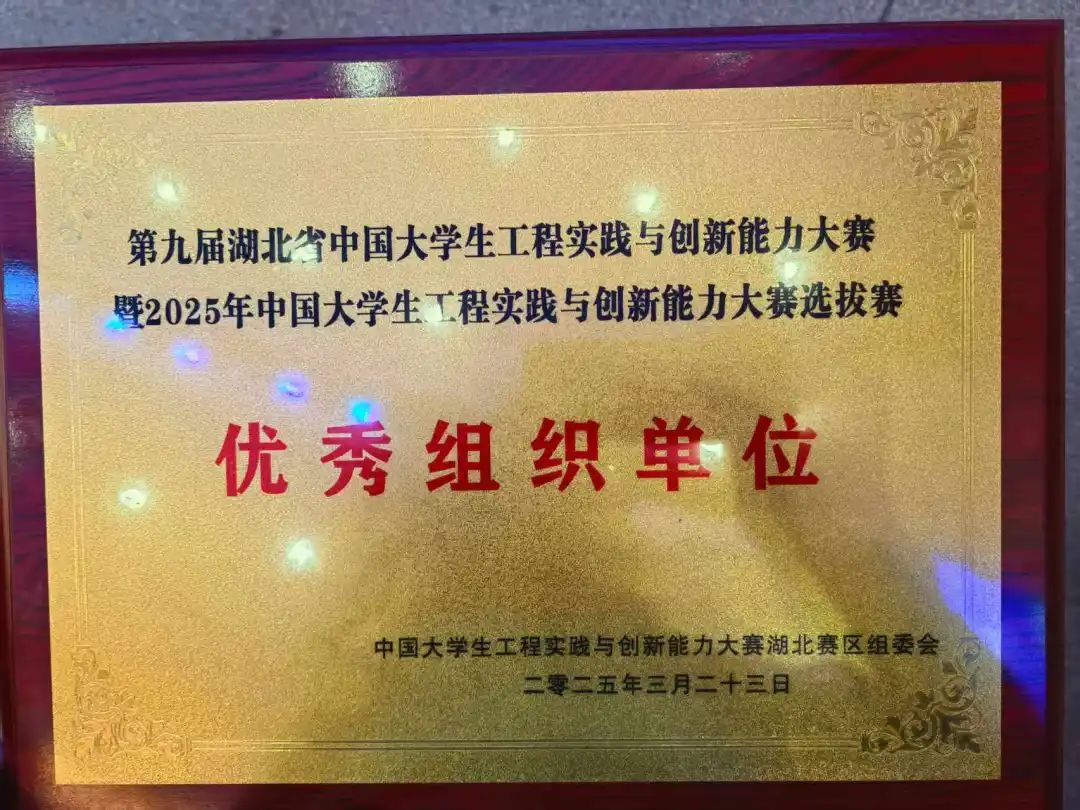 第九届湖北省中国大学生工程实践与创新能力大赛
暨2025年中国大学生工程实践与创新能力大赛选拔赛
优秀组织单位
中国大学生工程实践与创新能力大赛湖北赛区组委会
二零二五年三月二十三日